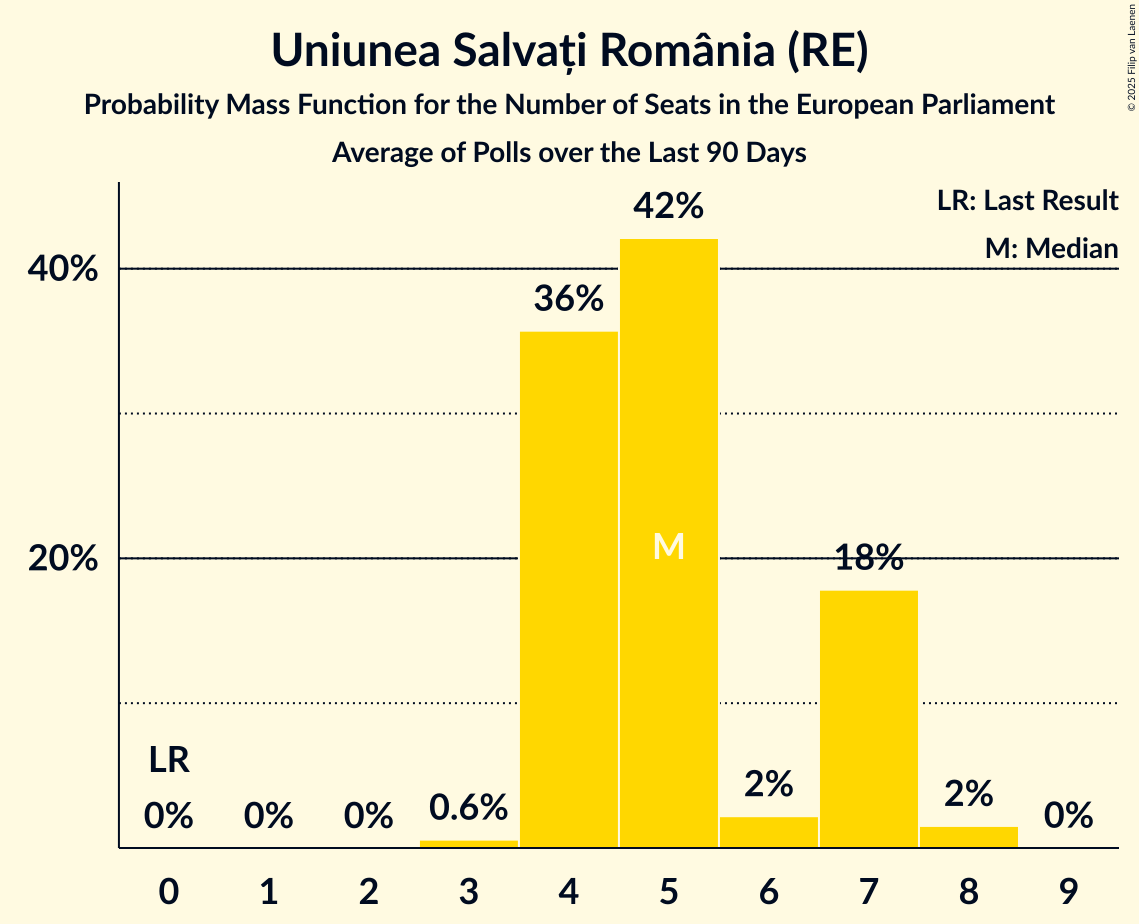 Uniunea Salvați România (RE)
Probability Mass Function for the Number of Seats in the European Parliament
Average of Polls over the Last 90 Days
© 2025 Filip van Laenen
LR: Last Result
M: Median
40%
20%
LR
0%
0%
0%
0.6%
36%
42%
M
2%
18%
2%
0%
0 1 2 3 4 5 6 7 8 9